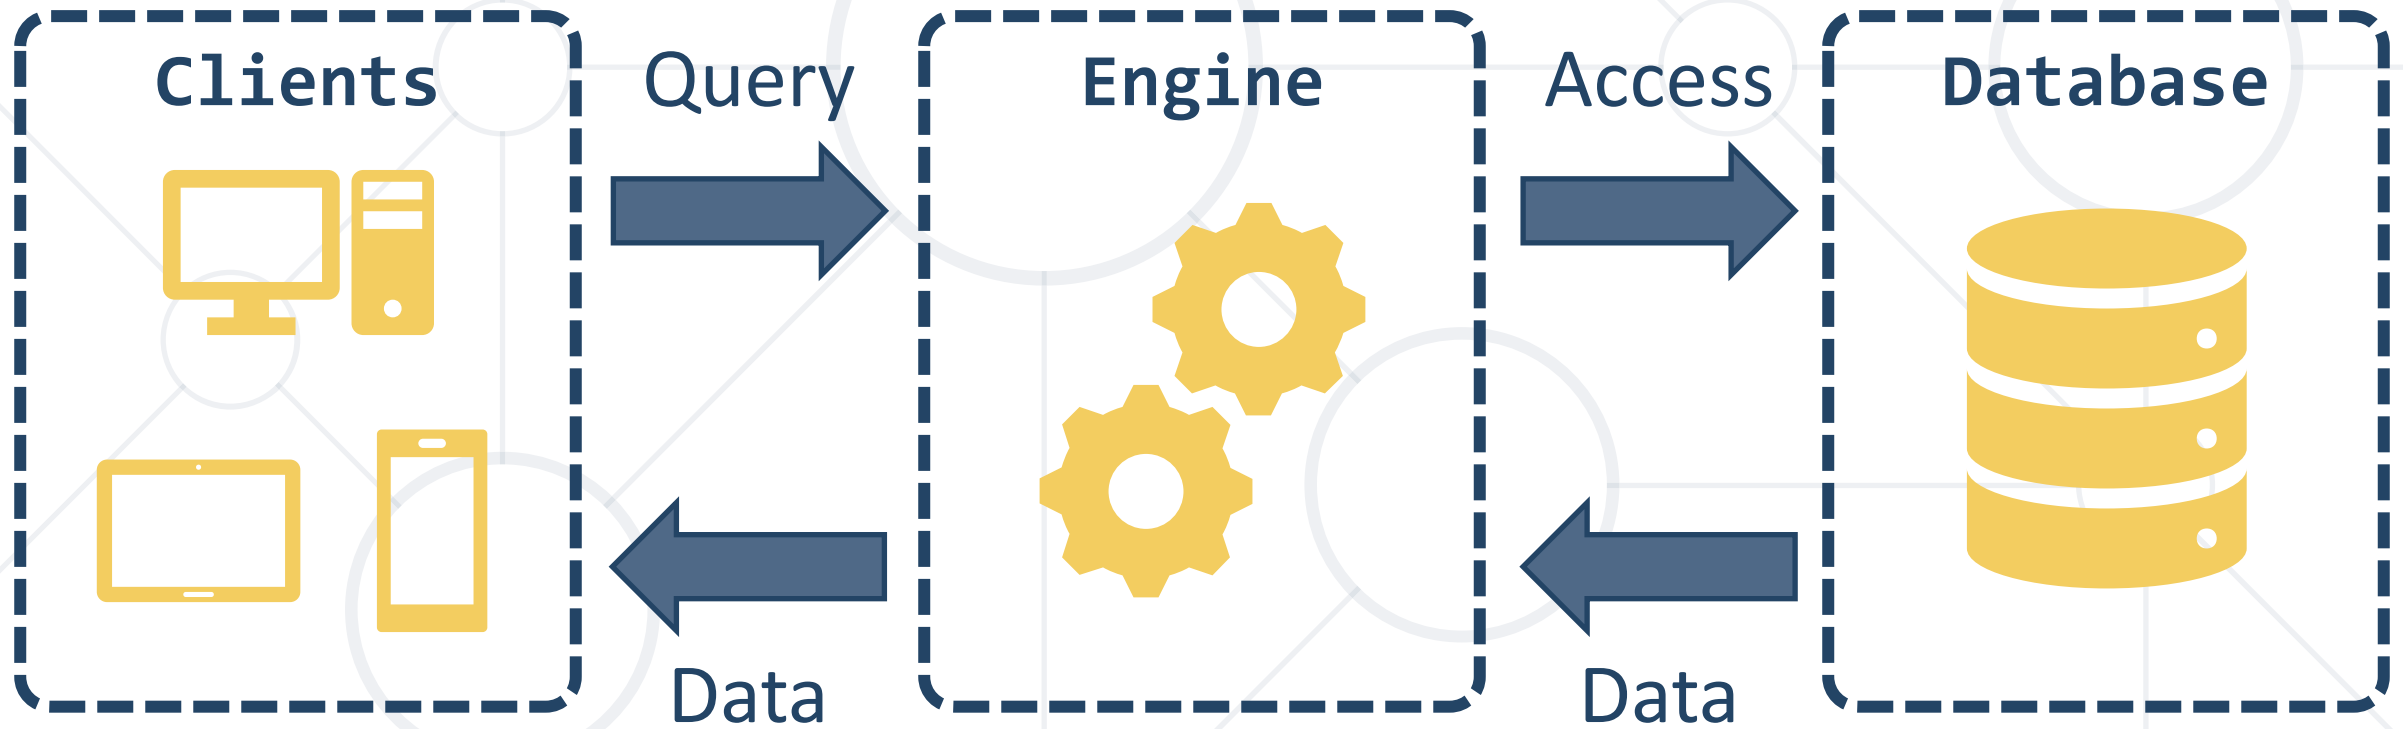 Clients
Query
Engine
Access
Database
Data
Data